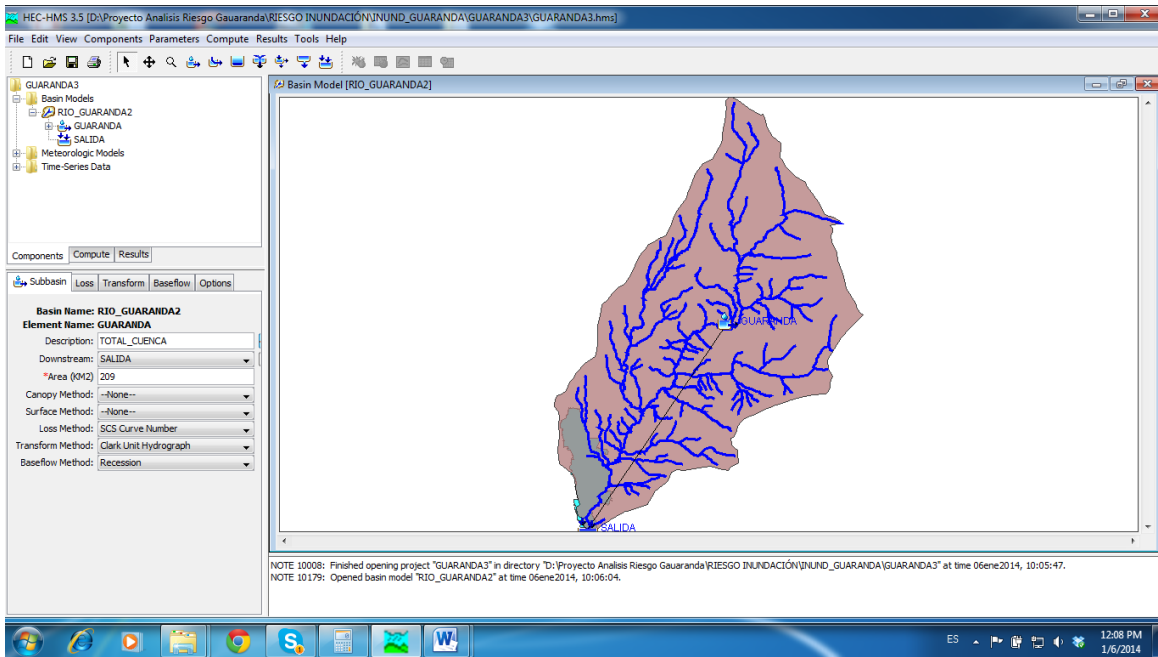 HEC-HMS 3.5 [D:\Proyecto Analisis Riesgo Gauaranda\RIESGO INUNDACIÓN\INUND_GUARANDA\GUARANDA3\GUARANDA3.hms]
File Edit View Components Parameters Compute Results Tools Help
GUARANDA3
Basin Models
RIO_GUARANDA2
GUARANDA
SALIDA
Meteorologic Models
Time-Series Data
Components Compute Results
Subbasin Loss Transform Baseflow Options
Basin Name: RIO_GUARANDA2
Element Name: GUARANDA
Description: TOTAL_CUENCA
Downstream: SALIDA
*Area (KM2) 209
Canopy Method: --None--
Surface Method: --None--
Loss Method: SCS Curve Number
Transform Method: Clark Unit Hydrograph
Baseflow Method: Recession
Basin Model [RIO_GUARANDA2]
GUARANDA
SALIDA
NOTE 10008: Finished opening project "GUARANDA3" in directory "D:\Proyecto Analisis Riesgo Gauaranda\RIESGO INUNDACIÓN\INUND_GUARANDA\GUARANDA3" at time 06ene2014, 10:05:47.
NOTE 10179: Opened basin model "RIO_GUARANDA2" at time 06ene2014, 10:06:04.
ES
12:08 PM
1/6/2014